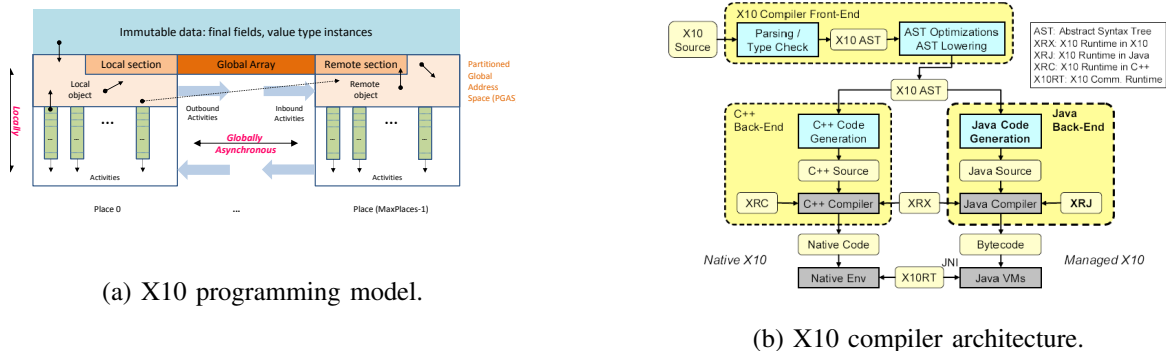 Immutable data: final fields, value type instances
Local section
Global Array
Remote section
Partitioned
Global
Address
Space (PGAS
Local
object
Remote
object
Outbound
Activities
Inbound
Activities
Locally
...
...
Globally
Asynchronous
Activities
Activities
Place 0
...
Place (MaxPlaces-1)
(a) X10 programming model.
X10 Compiler Front-End
X10
Source
Parsing /
Type Check
X10 AST
AST Optimizations
AST Lowering
AST: Abstract Syntax Tree
XRX: X10 Runtime in X10
XRJ: X10 Runtime in Java
XRC: X10 Runtime in C++
X10RT: X10 Comm. Runtime
X10 AST
C++
Back-End
C++ Code
Generation
Java Code
Generation
Java
Back-End
C++ Source
Java Source
XRC
C++ Compiler
XRX
Java Compiler
XRJ
Native Code
Bytecode
Native X10
JNI
Managed X10
Native Env
X10RT
Java VMs
(b) X10 compiler architecture.